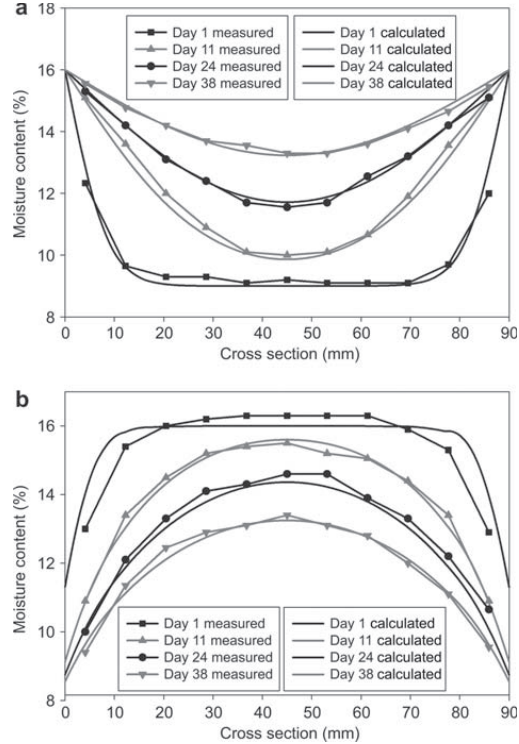 a
Day 1 measured
Day 11 measured
Day 24 measured
Day 38 measured
Day 1 calculated
Day 11 calculated
Day 24 calculated
Day 38 calculated
Moisture content (%)
16
14
12
10
8
0 10 20 30 40 50 60 70 80 90
Cross section (mm)
b
Moisture content (%)
16
14
12
10
8
Day 1 measured
Day 11 measured
Day 24 measured
Day 38 measured
Day 1 calculated
Day 11 calculated
Day 24 calculated
Day 38 calculated
0 10 20 30 40 50 60 70 80 90
Cross section (mm)